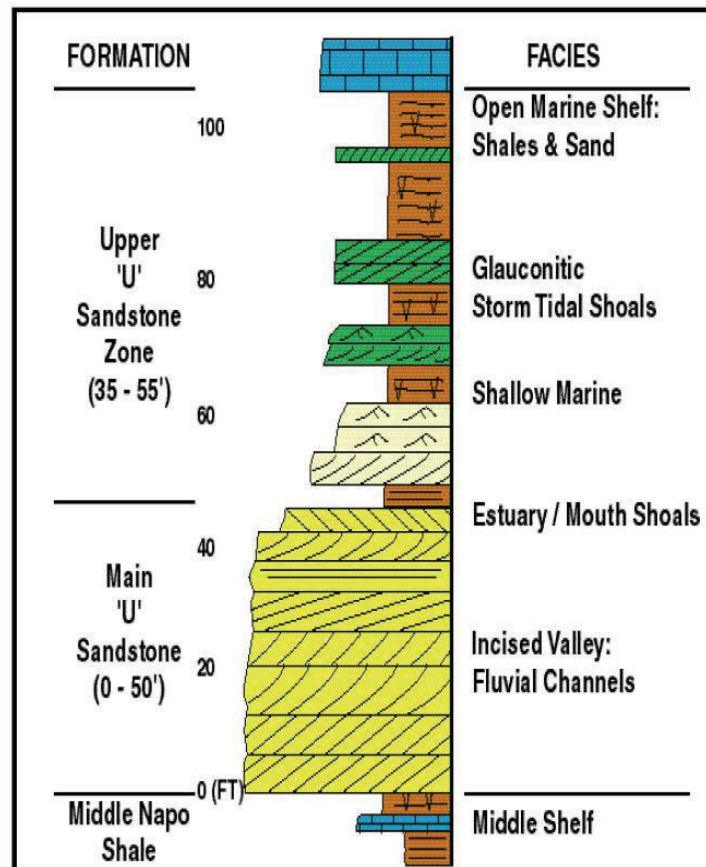 FORMATION
FACIES
100
Open Marine Shelf:
Shales & Sand
Upper
'U'
Sandstone
Zone
(35 - 55')
80
Glauconitic
Storm Tidal Shoals
60
Shallow Marine
Estuary / Mouth Shoals
40
Main
'U'
Sandstone
(0 - 50')
20
Incised Valley:
Fluvial Channels
0 (FT)
Middle Napo
Shale
Middle Shelf